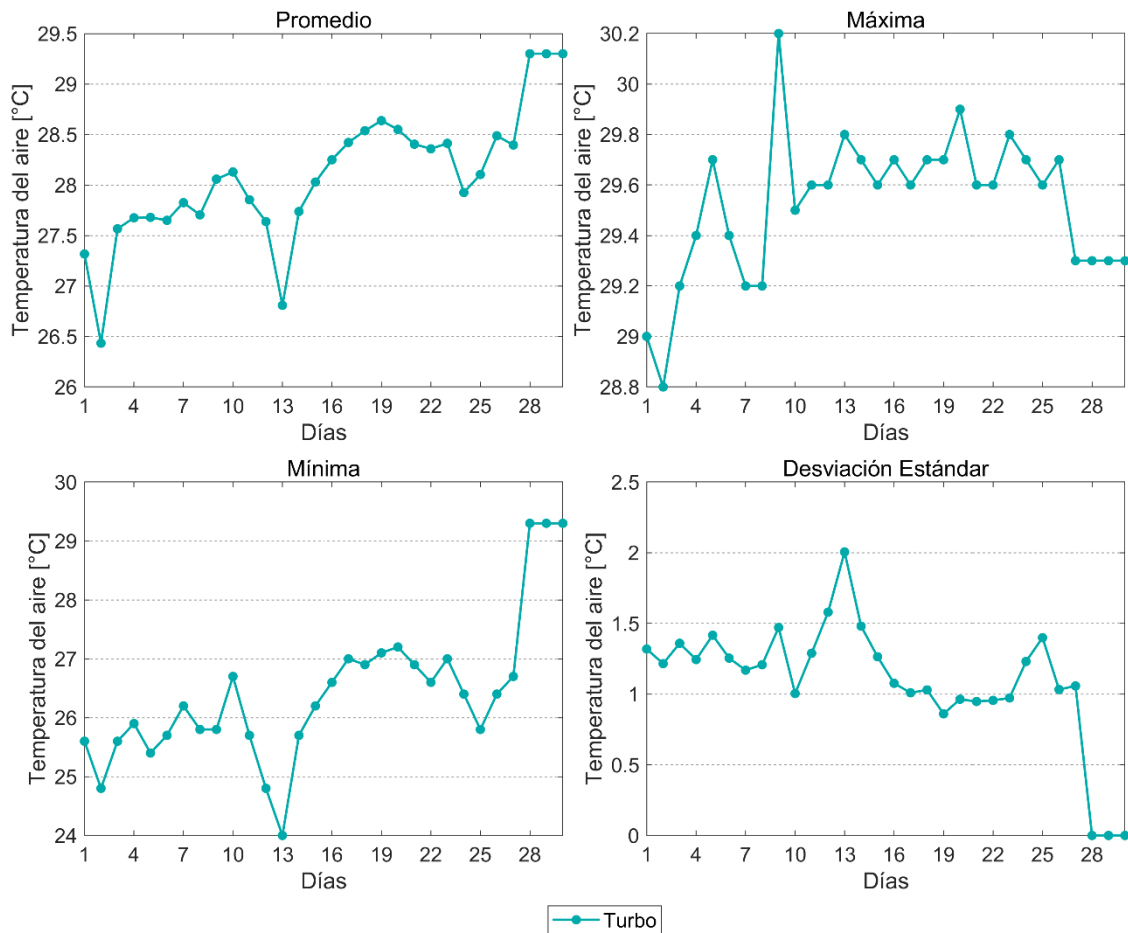 Promedio
Temperatura del aire [°C]
29.5
29
28.5
28
27.5
27
26.5
26
1 4 7 10 13 16 19 22 25 28
Días
Máxima
Temperatura del aire [°C]
30.2
30
29.8
29.6
29.4
29.2
29
28.8
1 4 7 10 13 16 19 22 25 28
Días
Mínima
Temperatura del aire [°C]
30
29
28
27
26
25
24
1 4 7 10 13 16 19 22 25 28
Días
Desviación Estándar
Temperatura del aire [°C]
2.5
2
1.5
1
0.5
0
1 4 7 10 13 16 19 22 25 28
Días
Turbo